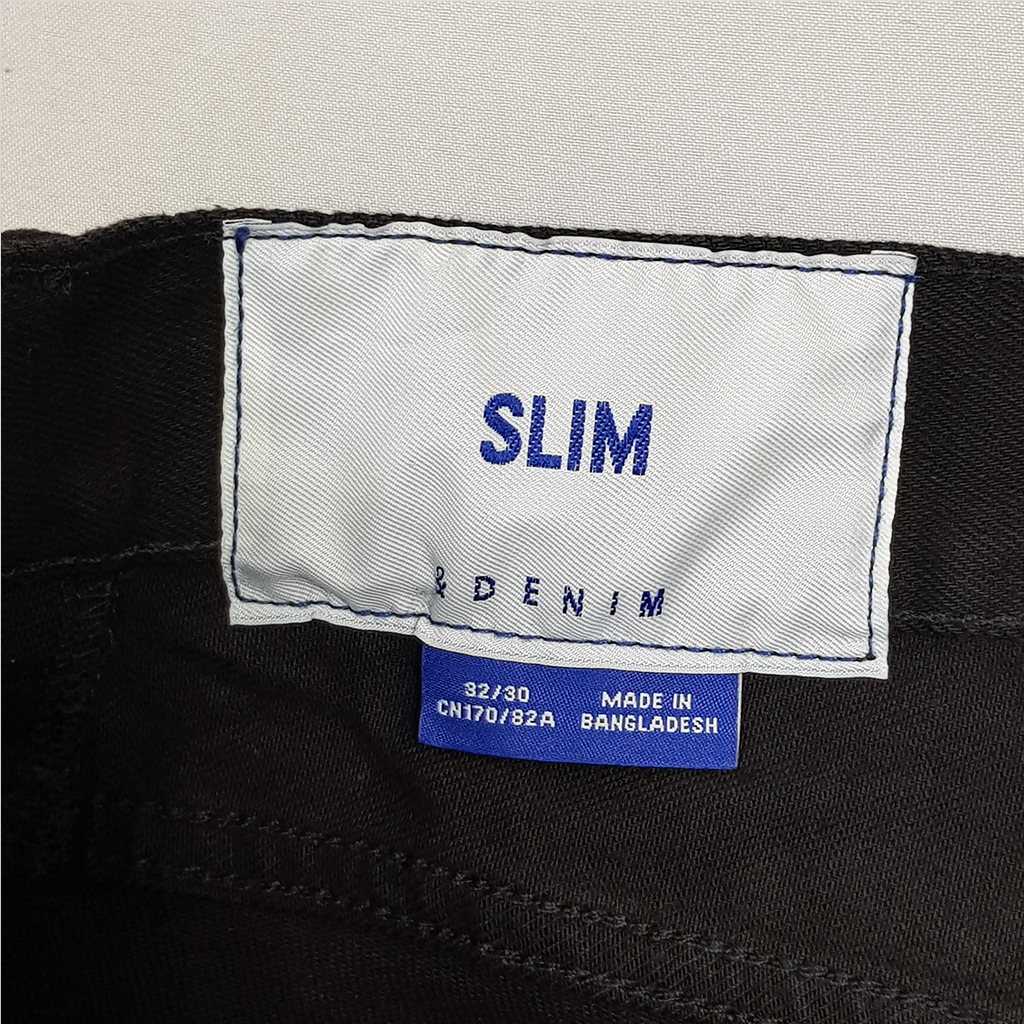 SLIM
& DENIM
32/30
CN170/82A
MADE IN
BANGLADESH